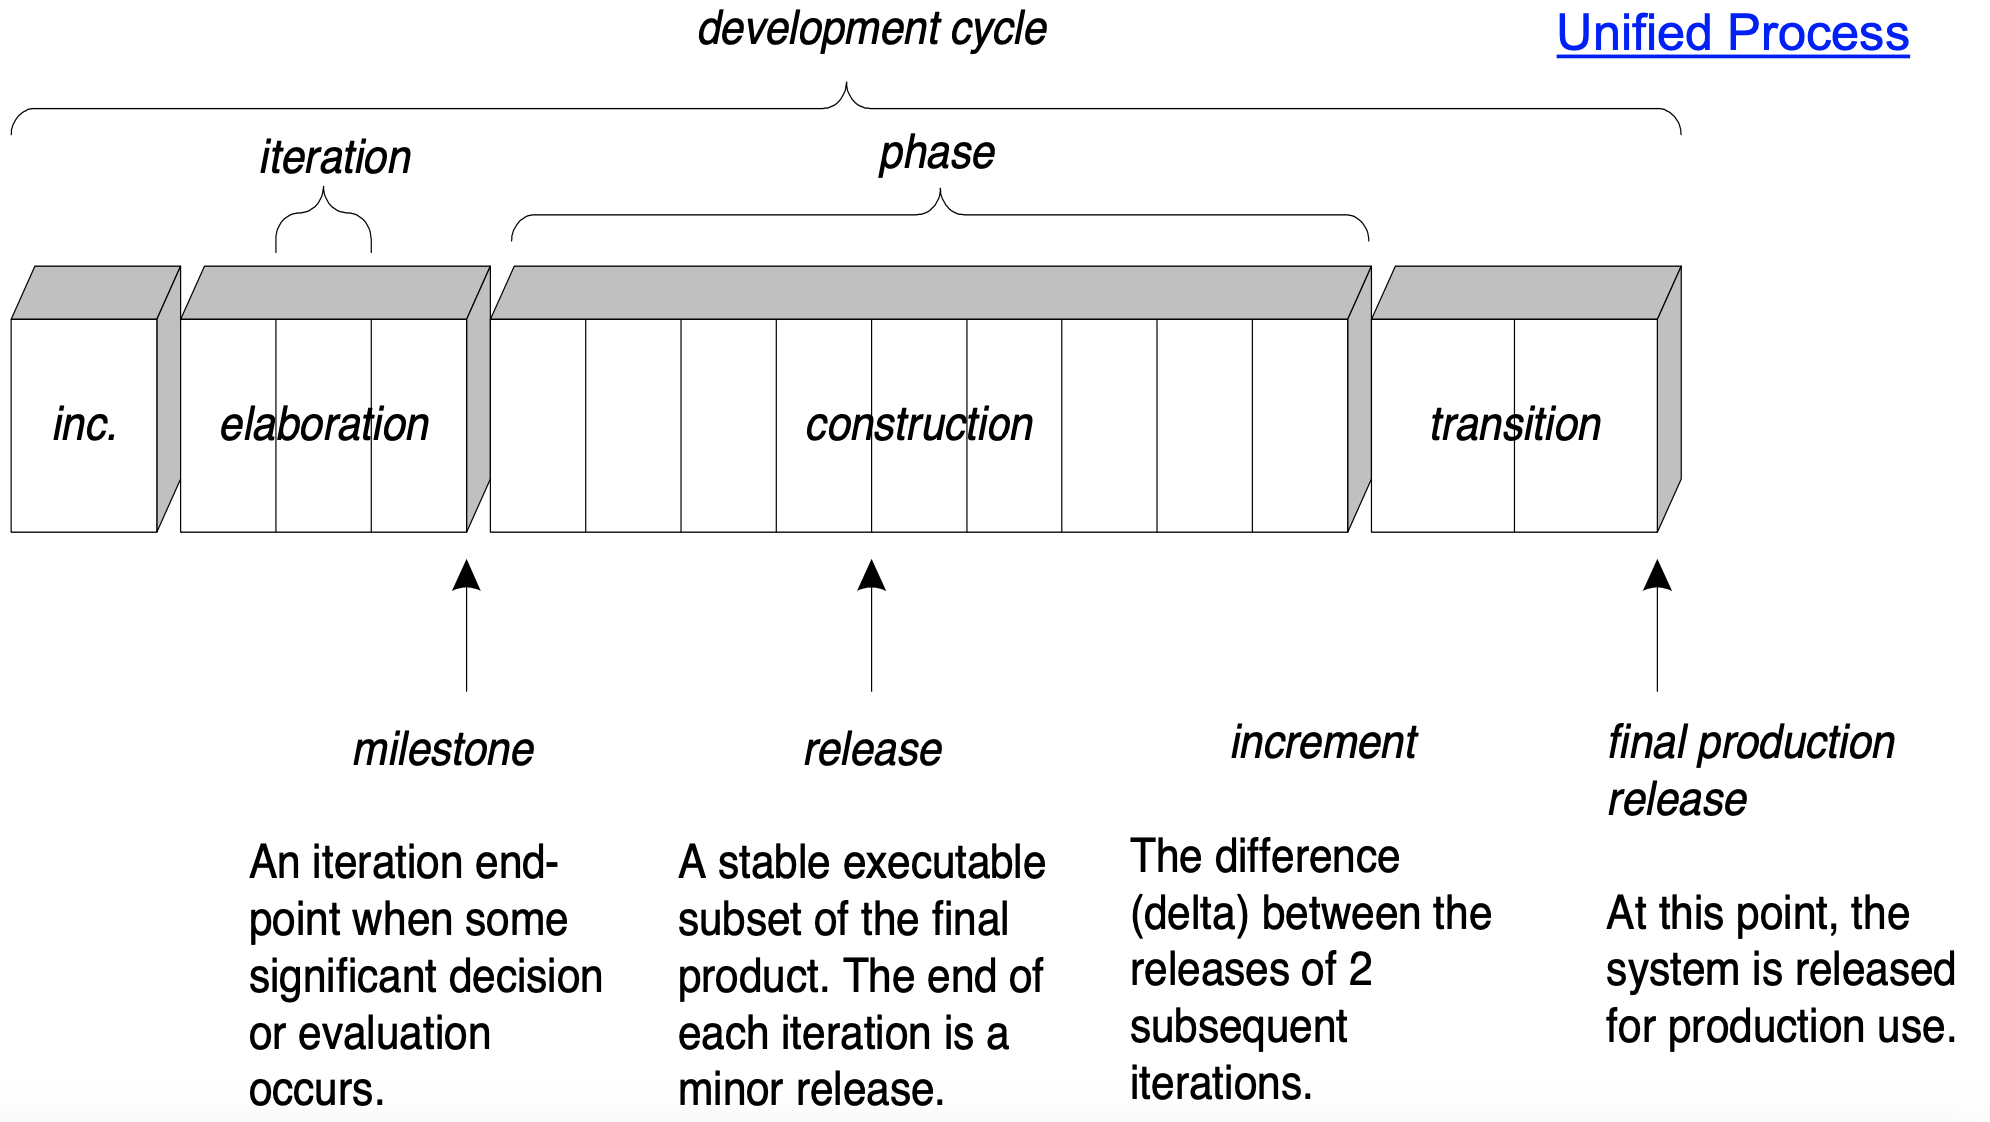 development cycle
Unified Process
iteration
phase
inc.
elaboration
construction
transition
milestone
An iteration end-
point when some
significant decision
or evaluation
occurs.
release
A stable executable
subset of the final
product. The end of
each iteration is a
minor release.
increment
The difference
(delta) between the
releases of 2
subsequent
iterations.
final production
release
At this point, the
system is released
for production use.